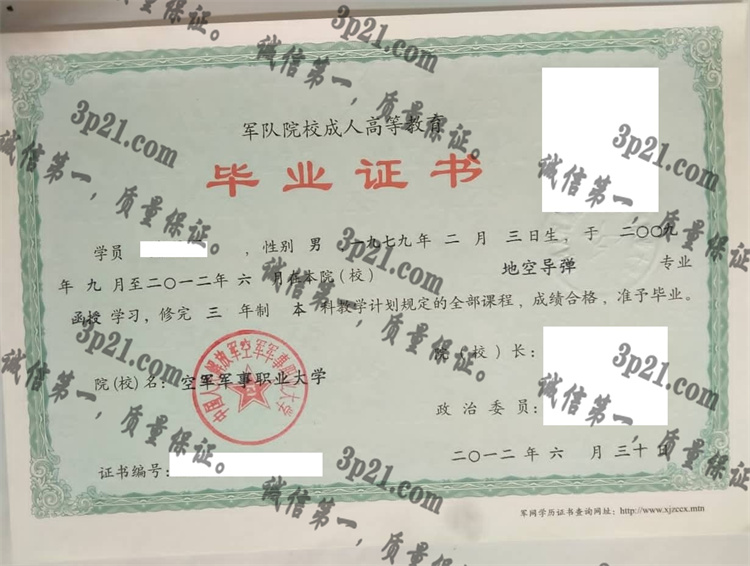 军队院校成人高等教育
毕业证书
学员 ，性别 男 一九七九年 二 月 三日生，于 二〇〇九
年 九 月至二〇一二年 六 月在本院（校） 地空导弹 专业
函授 学习，修完 三 年制 本 科教学计划规定的全部课程，成绩合格，准予毕业。
院（校）长：
院（校）名：空军军事职业大学
政治委员：
二〇一二年 六 月 三十日
证书编号：
军网学历证书查询网址：http://www.xjzccx.mtn
3p21.com
诚信第一，质量保证。